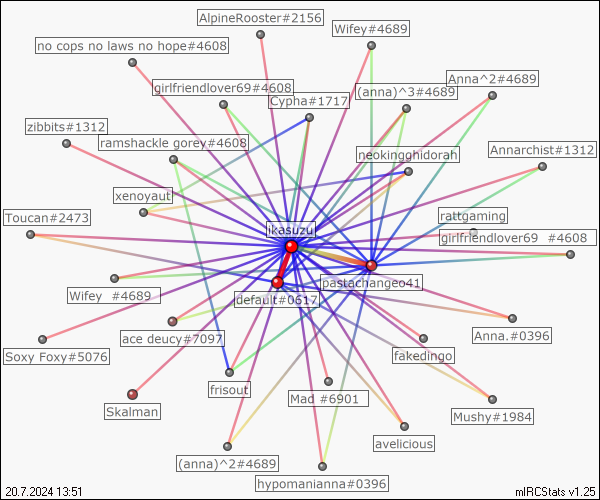 AlpineRooster#2156
Wifey#4689
no cops no laws no hope#4608
girlfriendlover69#4608
Cypha#1717
(anna)^3#4689
Anna^2#4689
zibbits#1312
ramshackle gorey#4608
neokingghidorah
Annarchist#1312
xenoyaut
Toucan#2473
ikasuzu
rattgaming
girlfriendlover69 #4608
Wifey #4689
default#0617
pastachangeo41
Soxy Foxy#5076
ace deucy#7097
Anna.#0396
fakedingo
frisout
Mad #6901
Skalman
Mushy#1984
avelicious
(anna)^2#4689
hypomanianna#0396
20.7.2024 13:51
mIRCStats v1.25